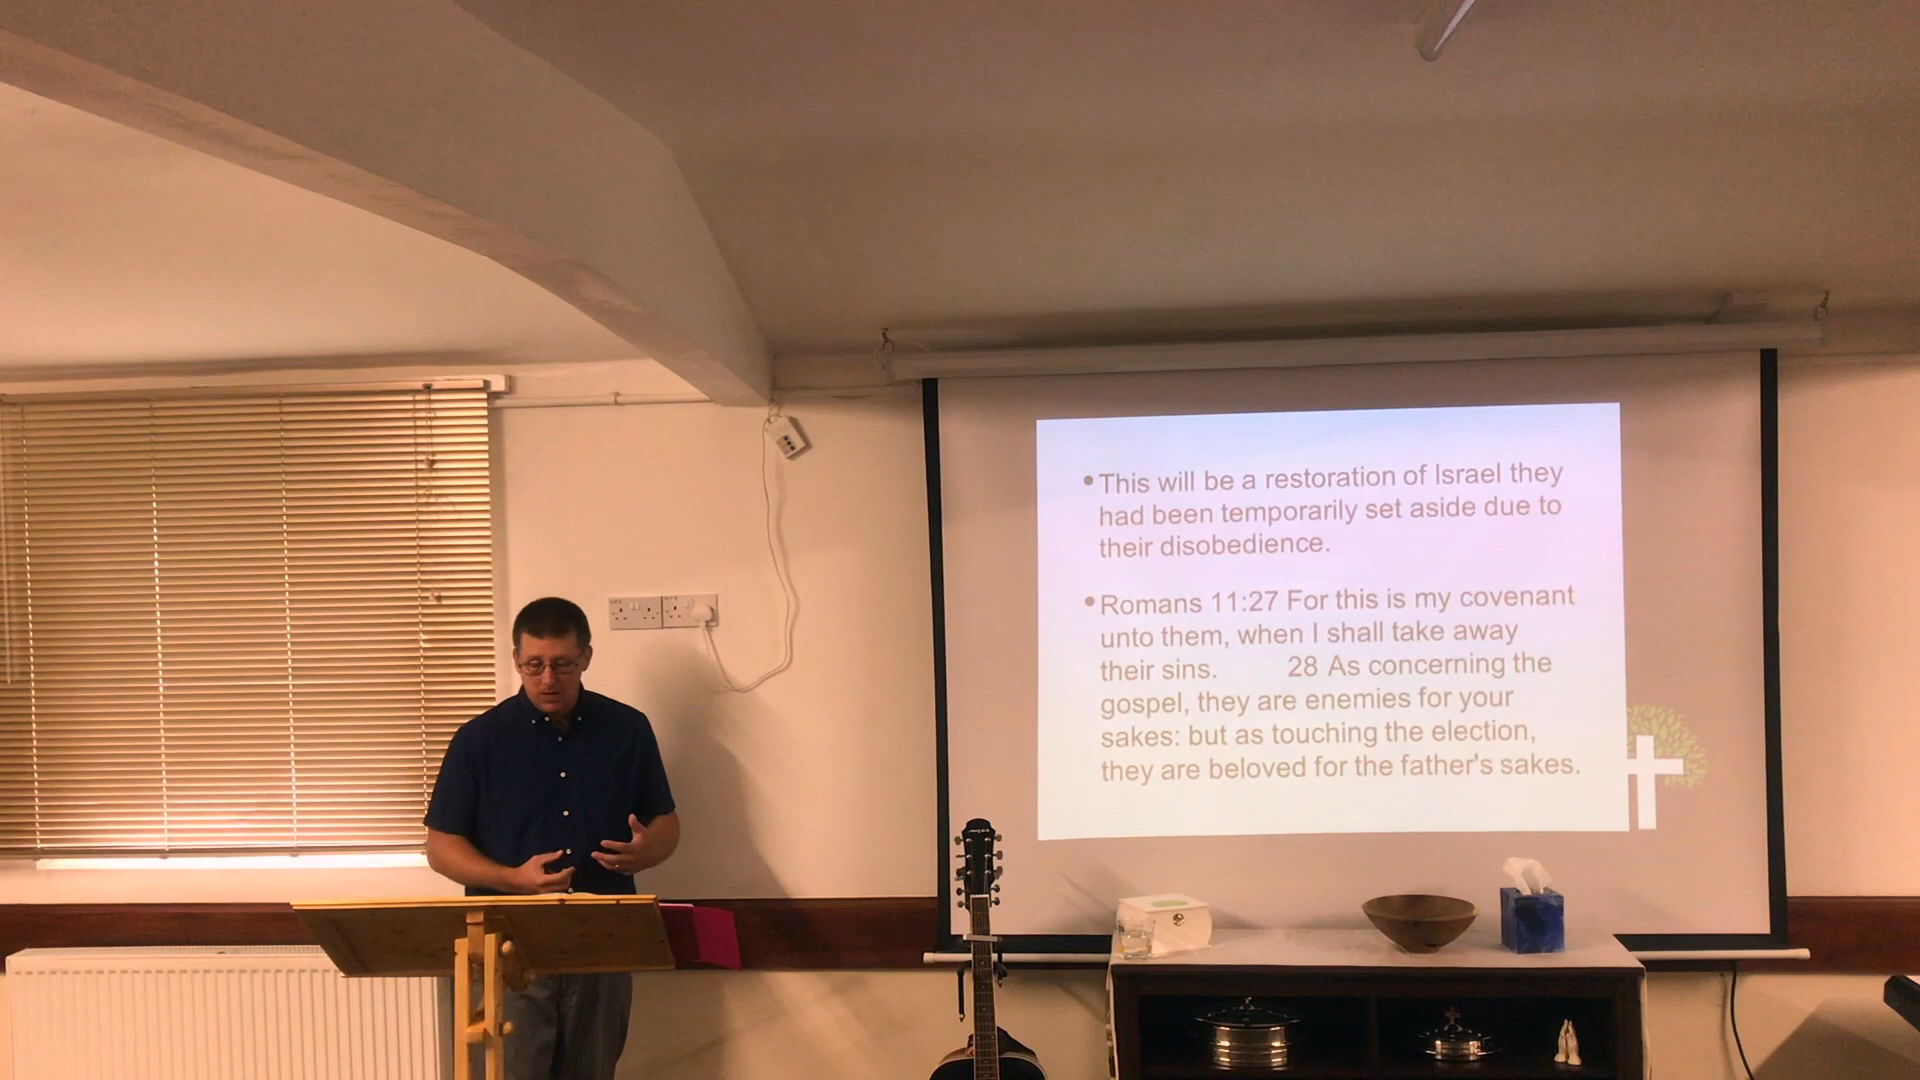 •This will be a restoration of Israel they
had been temporarily set aside due to
their disobedience.
•Romans 11:27 For this is my covenant
unto them, when I shall take away
their sins. 28 As concerning the
gospel, they are enemies for your
sakes: but as touching the election,
they are beloved for the father's sakes.